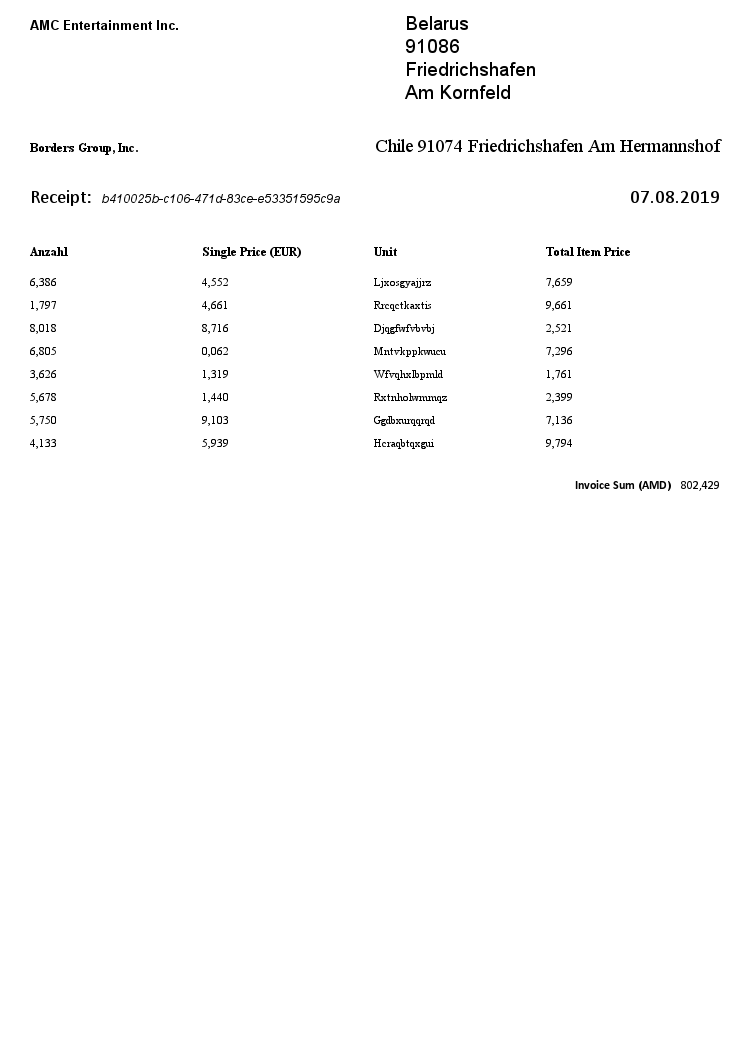 AMC Entertainment Inc.
Belarus
91086
Friedrichshafen
Am Kornfeld
Borders Group, Inc.
Chile 91074 Friedrichshafen Am Hermannshof
Receipt: b410025b-c106-471d-83ce-e53351595c9a
07.08.2019
Anzahl Single Price (EUR) Unit Total Item Price
6,386 4,552 Ljxosgyajjrz 7,659
1,797 4,661 Rrcqctkaxtis 9,661
8,018 8,716 Djqgfwfvbvbj 2,521
6,805 0,062 Mntvkppkwucu 7,296
3,626 1,319 Wfvqhxlbpmld 1,761
5,678 1,440 Rxtnholwmmqz 2,399
5,750 9,103 Ggdbxurqqrqd 7,136
4,133 5,939 Hcraqbtqxgui 9,794
Invoice Sum (AMD) 802,429